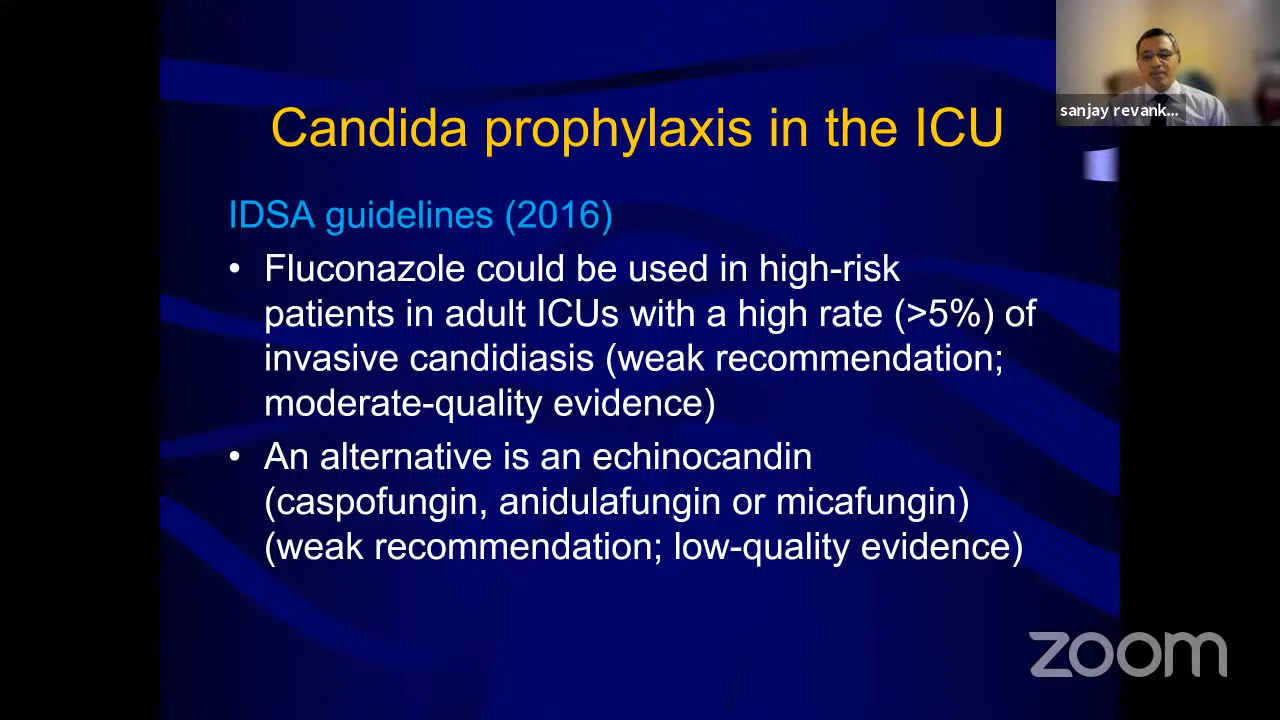 sanjay revank...
Candida prophylaxis in the ICU
IDSA guidelines (2016)
• Fluconazole could be used in high-risk
patients in adult ICUs with a high rate (>5%) of
invasive candidiasis (weak recommendation;
moderate-quality evidence)
• An alternative is an echinocandin
(caspofungin, anidulafungin or micafungin)
(weak recommendation; low-quality evidence)
zoom